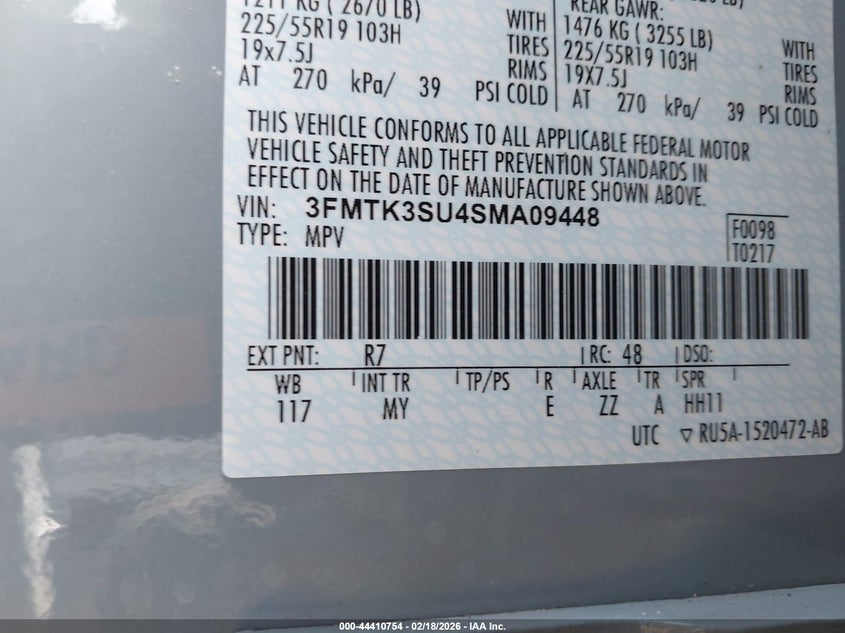 1211 KG ( 2670 LB)
225/55R19 103H
19x7.5J
WITH
TIRES
RIMS
AT 270 kPa/ 39 PSI COLD
REAR GAWR:
1476 KG ( 3255 LB)
225/55R19 103H
19X7.5J
WITH
TIRES
RIMS
AT 270 kPa/ 39 PSI COLD
THIS VEHICLE CONFORMS TO ALL APPLICABLE FEDERAL MOTOR
VEHICLE SAFETY AND THEFT PREVENTION STANDARDS IN
EFFECT ON THE DATE OF MANUFACTURE SHOWN ABOVE.
VIN: 3FMTK3SU4SMA09448
TYPE: MPV
F0098
T0217
EXT PNT: R7 RC: 48 DSO:
WB INT TR TP/PS R AXLE TR SPR
117 MY E ZZ A HH11
UTC ▽ RU5A-1520472-AB
000-44410754 - 02/18/2026 - IAA Inc.